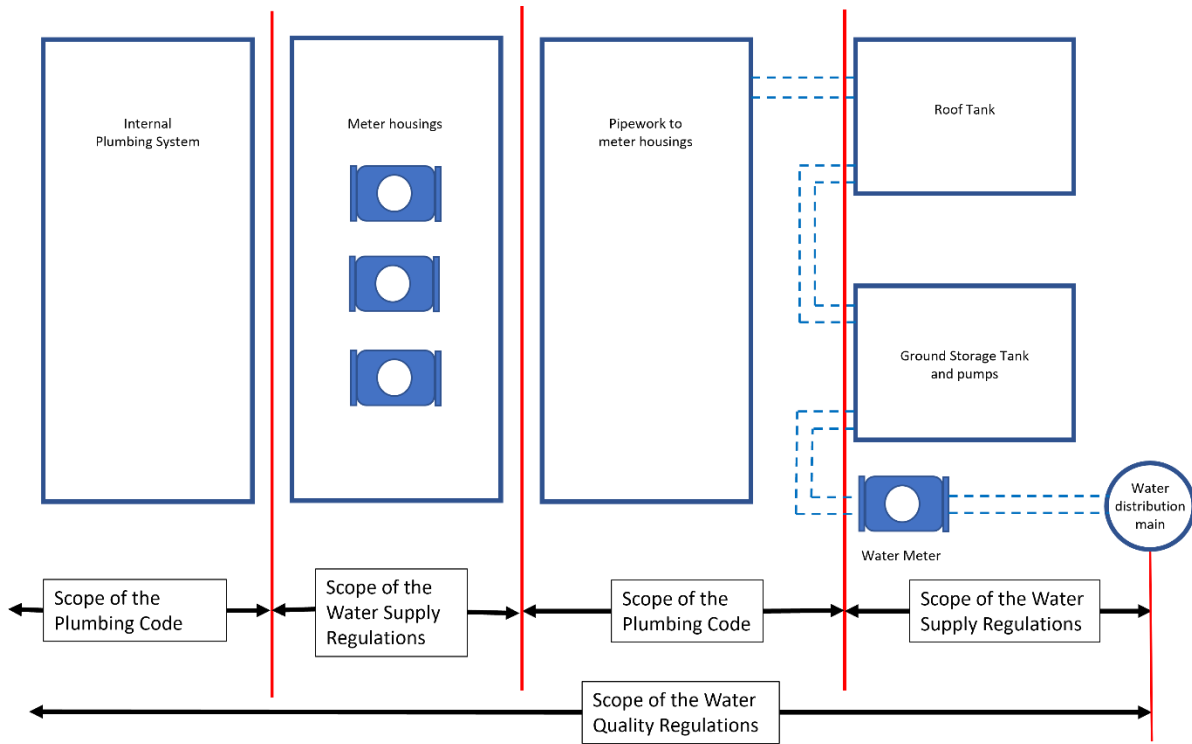 Internal
Plumbing System
Meter housings
Pipework to
meter housings
Roof Tank
Ground Storage Tank
and pumps
Water
distribution
main
Water Meter
Scope of the
Plumbing Code
Scope of the
Water Supply
Regulations
Scope of the
Plumbing Code
Scope of the Water
Supply Regulations
Scope of the Water
Quality Regulations